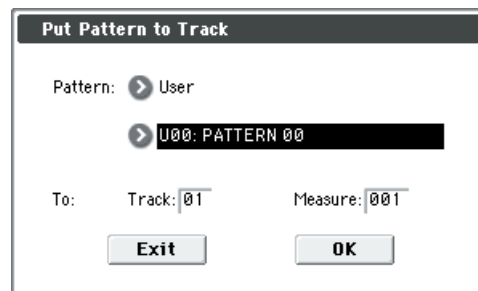 Put Pattern to Track
Pattern: User
U00: PATTERN 00
To: Track: 01 Measure: 001
Exit OK